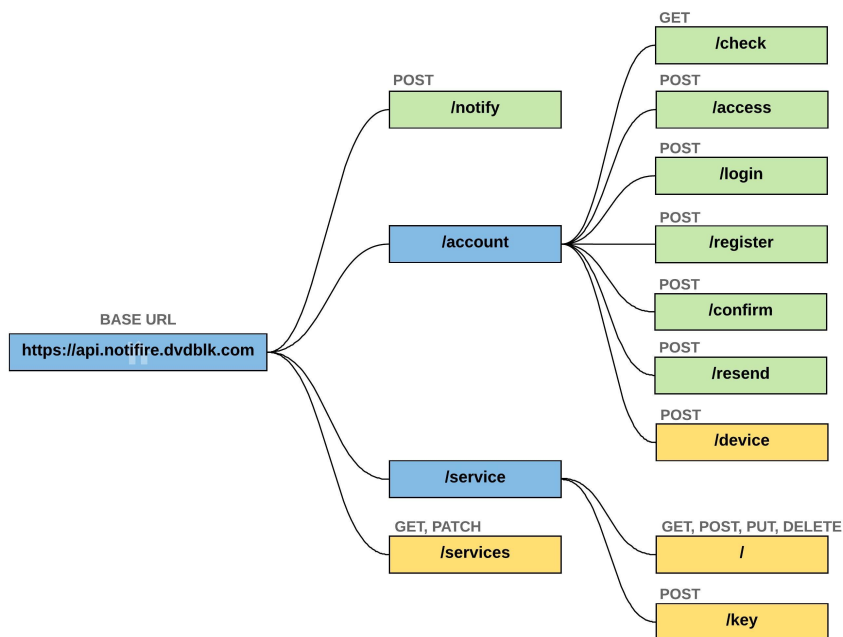 GET
/check
POST
/access
POST
/notify
POST
/login
POST
/register
/account
POST
/confirm
BASE URL
https://api.notifire.dvdblk.com
POST
/resend
POST
/device
/service
GET, PATCH
/services
GET, POST, PUT, DELETE
/
POST
/key